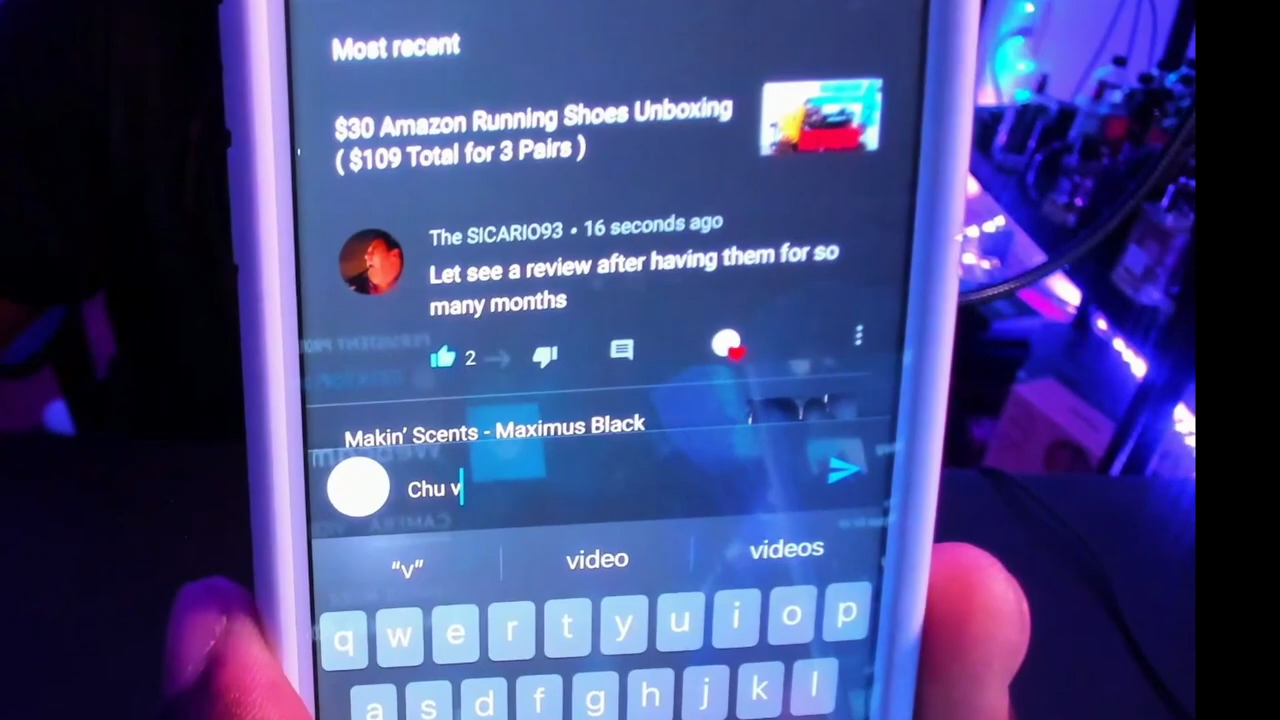 Most recent
$30 Amazon Running Shoes Unboxing
( $109 Total for 3 Pairs )
The SICARIO93 • 16 seconds ago
Let see a review after having them for so
many months
2
Makin' Scents - Maximus Black
Chu v
“v” video videos
q w e r t y u i o p
a s d f g h j k l